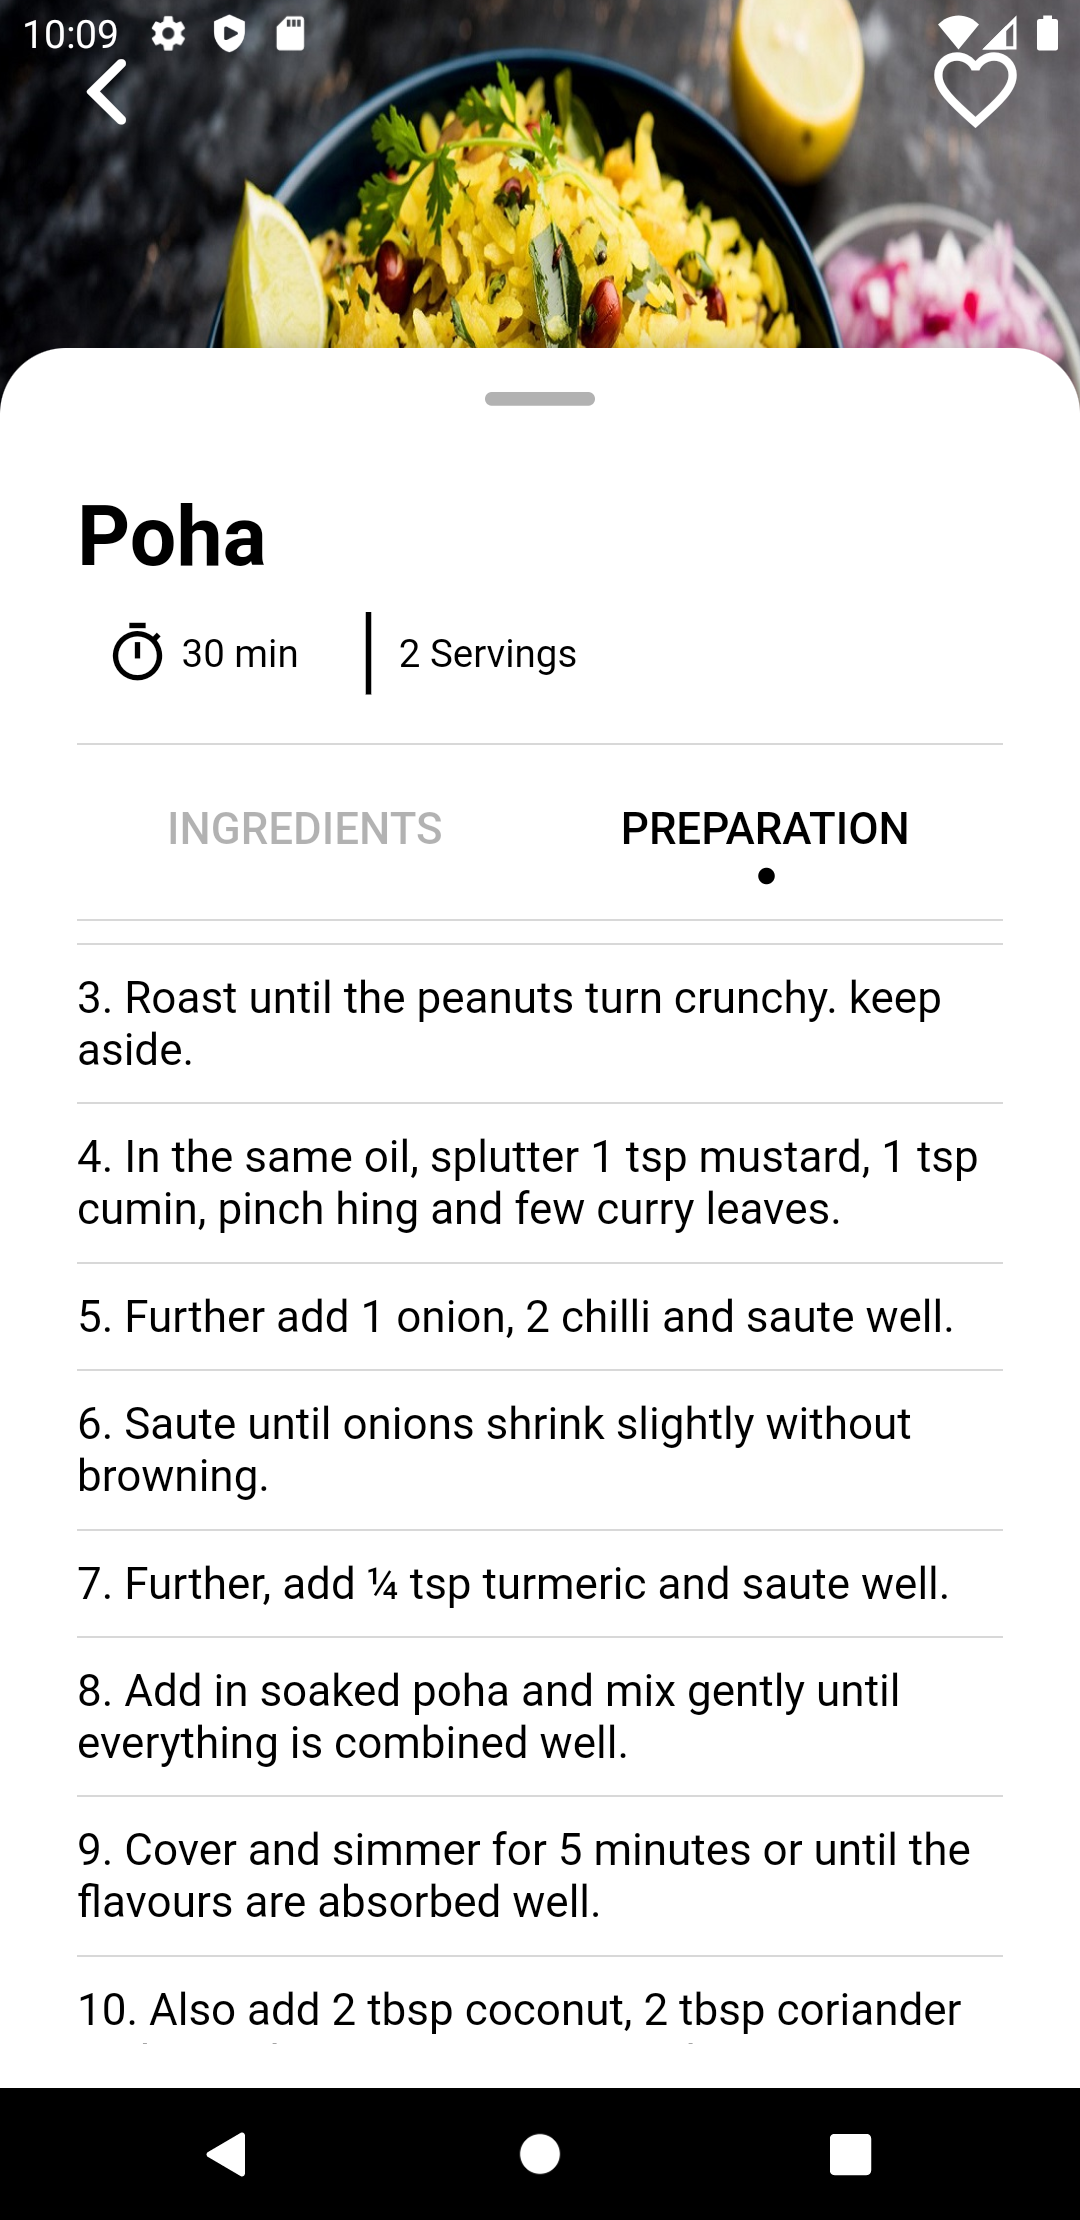 10:09
Poha
30 min
2 Servings
INGREDIENTS
PREPARATION
3. Roast until the peanuts turn crunchy. keep
aside.
4. In the same oil, splutter 1 tsp mustard, 1 tsp
cumin, pinch hing and few curry leaves.
5. Further add 1 onion, 2 chilli and saute well.
6. Saute until onions shrink slightly without
browning.
7. Further, add ¼ tsp turmeric and saute well.
8. Add in soaked poha and mix gently until
everything is combined well.
9. Cover and simmer for 5 minutes or until the
flavours are absorbed well.
10. Also add 2 tbsp coconut, 2 tbsp coriander